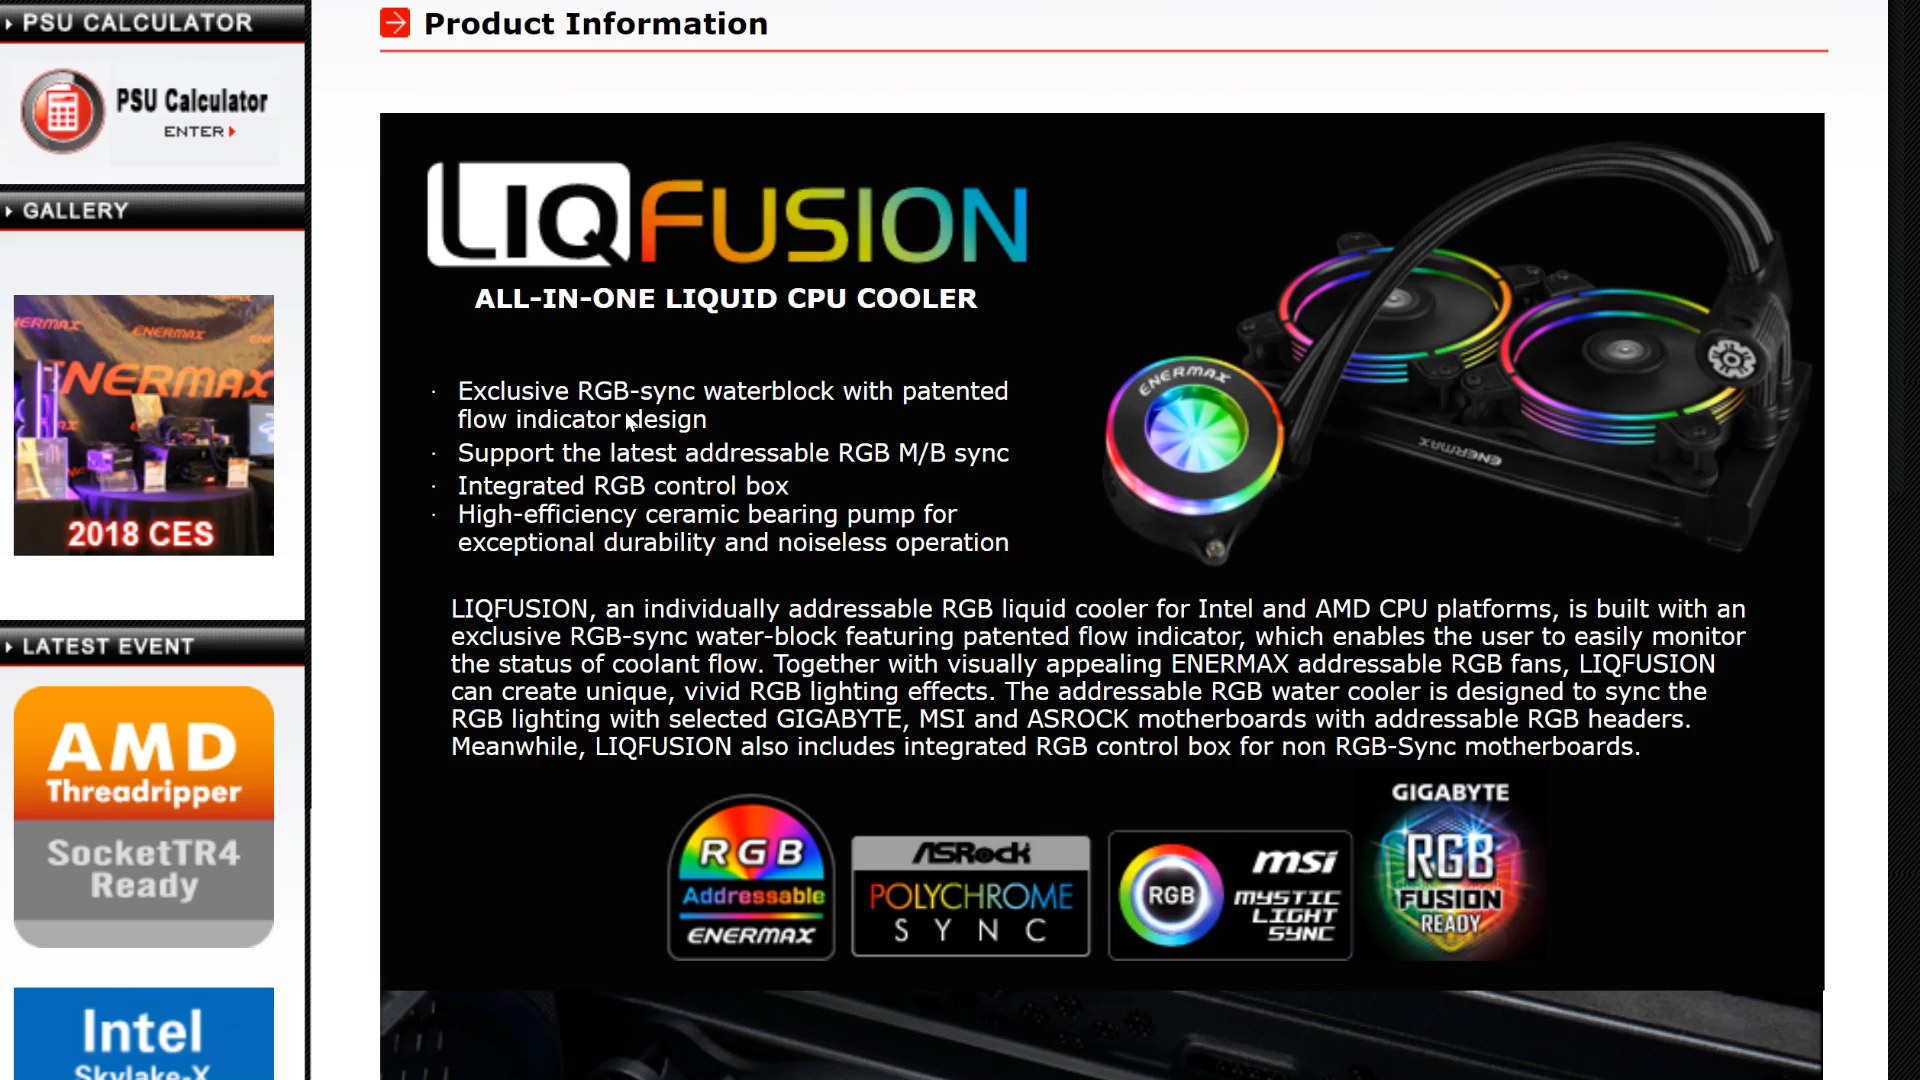 PSU CALCULATOR
PSU Calculator
ENTER
GALLERY
ENERMAX
ENERMAX
2018 CES
LATEST EVENT
AMD
Threadripper
SocketTR4
Ready
Intel
Skylake-X
Product Information
LIQFUSION
ALL-IN-ONE LIQUID CPU COOLER
· Exclusive RGB-sync waterblock with patented
flow indicator design
· Support the latest addressable RGB M/B sync
· Integrated RGB control box
· High-efficiency ceramic bearing pump for
exceptional durability and noiseless operation
ENERMAX
ENERMAX
LIQFUSION, an individually addressable RGB liquid cooler for Intel and AMD CPU platforms, is built with an
exclusive RGB-sync water-block featuring patented flow indicator, which enables the user to easily monitor
the status of coolant flow. Together with visually appealing ENERMAX addressable RGB fans, LIQFUSION
can create unique, vivid RGB lighting effects. The addressable RGB water cooler is designed to sync the
RGB lighting with selected GIGABYTE, MSI and ASROCK motherboards with addressable RGB headers.
Meanwhile, LIQFUSION also includes integrated RGB control box for non RGB-Sync motherboards.
RGB
Addressable
ENERMAX
ASRock
POLYCHROME
SYNC
RGB
msi
MYSTIC
LIGHT
SYNC
GIGABYTE
RGB
FUSION
READY